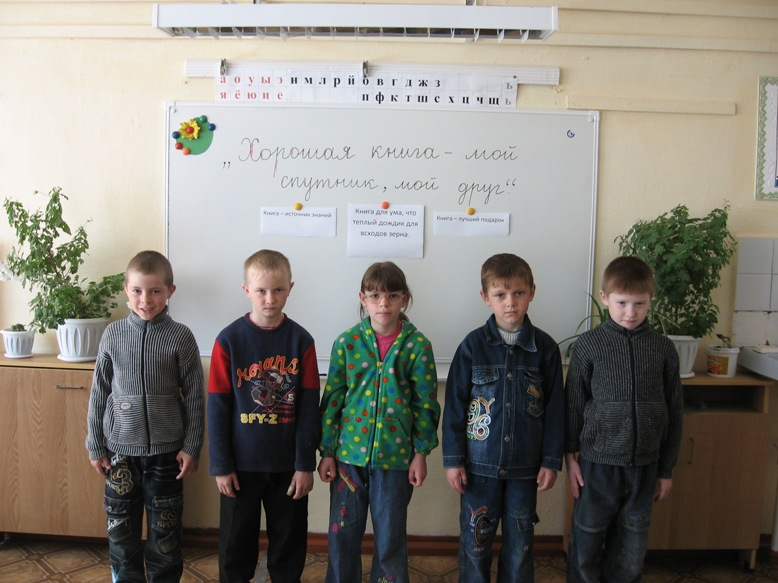 а о у ы э н м л р й о в г д ж з
я ё ю и е п ф к т ш с х ц ч щ ъ ь
„Хорошая книга – мой
спутник, мой друг“
Книга – источник знаний
Книга для ума, что
теплый дождик для
всходов зерна.
Книга – лучший подарок
SPY-Z